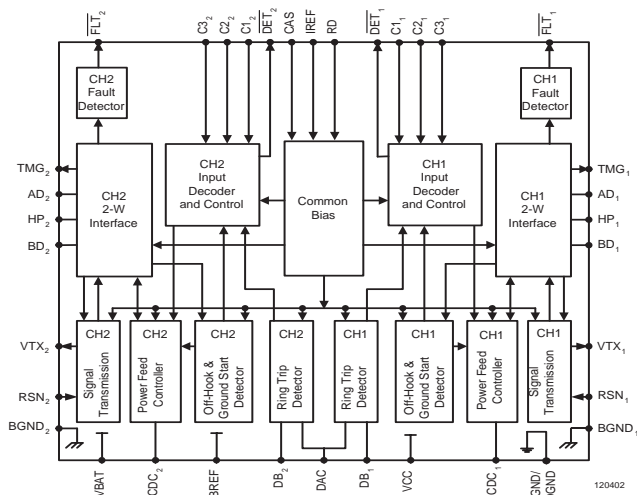 FLT₂
C3₂
C2₂
C1₂
DET₂
CAS
IREF
RD
DET₁
C1₁
C2₁
C3₁
FLT₁
CH2
Fault
Detector
CH1
Fault
Detector
TMG₂
AD₂
HP₂
BD₂
CH2
2-W
Interface
CH2
Input
Decoder
and Control
Common
Bias
CH1
Input
Decoder
and Control
CH1
2-W
Interface
TMG₁
AD₁
HP₁
BD₁
VTX₂
RSN₂
BGND₂
CH2
Signal
Transmission
CH2
Power Feed
Controller
CH2
Off-Hook &
Ground Start
Detector
CH2
Ring Trip
Detector
CH1
Ring Trip
Detector
CH1
Off-Hook &
Ground Start
Detector
CH1
Power Feed
Controller
CH1
Signal
Transmission
VTX₁
RSN₁
BGND₁
VBAT
CDC₂
BREF
DB₂
DAC
DB₁
VCC
CDC₁
GND/
DGND
120402